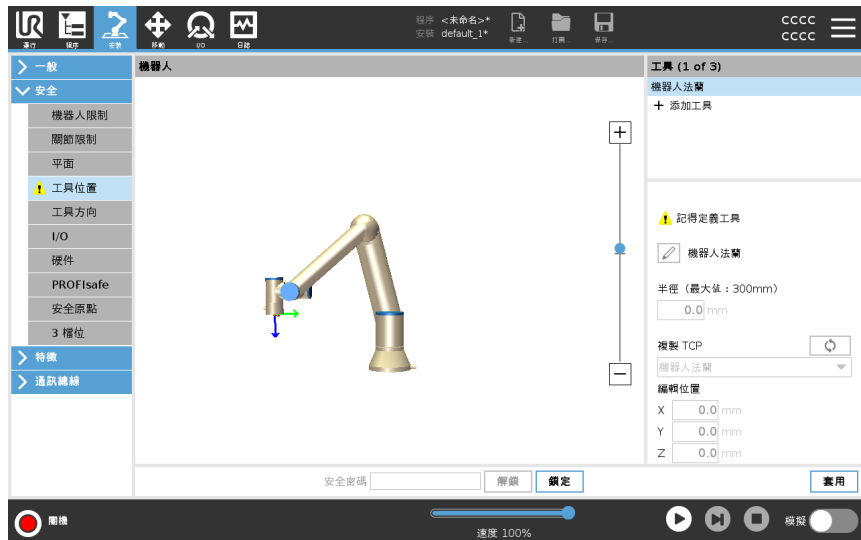 UR
運行
程序
安裝
移動
I/O
日誌
程序 <未命名>*
安裝 default_1*
新建...
打開...
保存...
cccc
cccc
一般
安全
機器人限制
關節限制
平面
工具位置
工具方向
I/O
硬件
PROFIsafe
安全原點
3 檔位
特徵
通訊總線
機器人
工具 (1 of 3)
機器人法蘭
+ 添加工具
記得定義工具
機器人法蘭
半徑 (最大值：300mm)
0.0 mm
複製 TCP
機器人法蘭
編輯位置
X 0.0 mm
Y 0.0 mm
Z 0.0 mm
安全密碼
解鎖
鎖定
套用
關機
速度 100%
模擬